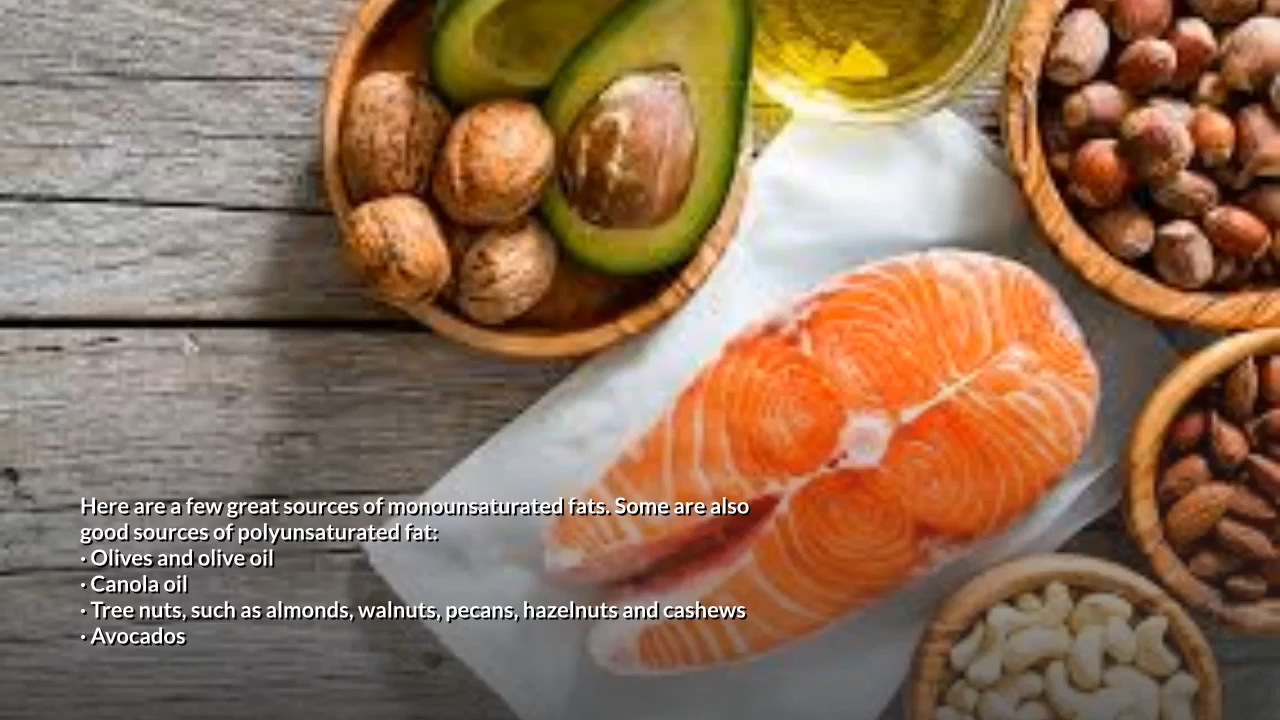 Here are a few great sources of monounsaturated fats. Some are also
good sources of polyunsaturated fat:
· Olives and olive oil
· Canola oil
· Tree nuts, such as almonds, walnuts, pecans, hazelnuts and cashews
· Avocados